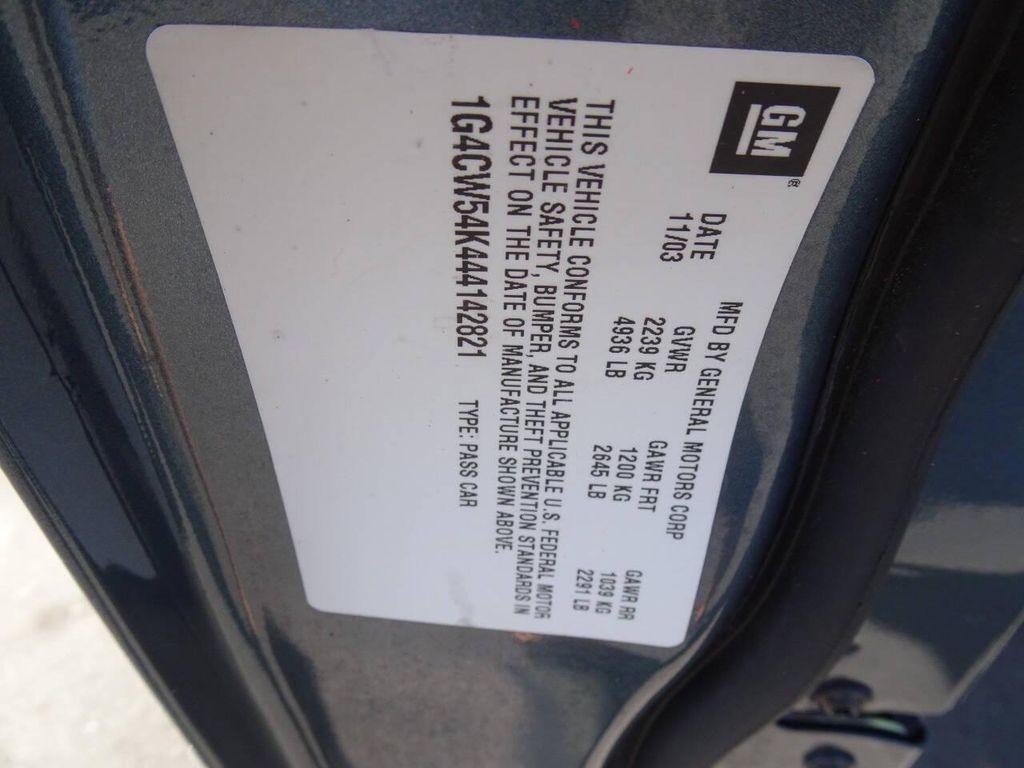 GM ®
MFD BY GENERAL MOTORS CORP
DATE GVWR GAWR FRT GAWR RR
11/03 2239 KG 1200 KG 1039 KG
4936 LB 2645 LB 2291 LB
THIS VEHICLE CONFORMS TO ALL APPLICABLE U.S. FEDERAL MOTOR
VEHICLE SAFETY, BUMPER, AND THEFT PREVENTION STANDARDS IN
EFFECT ON THE DATE OF MANUFACTURE SHOWN ABOVE.
1G4CW54K444142821 TYPE: PASS CAR